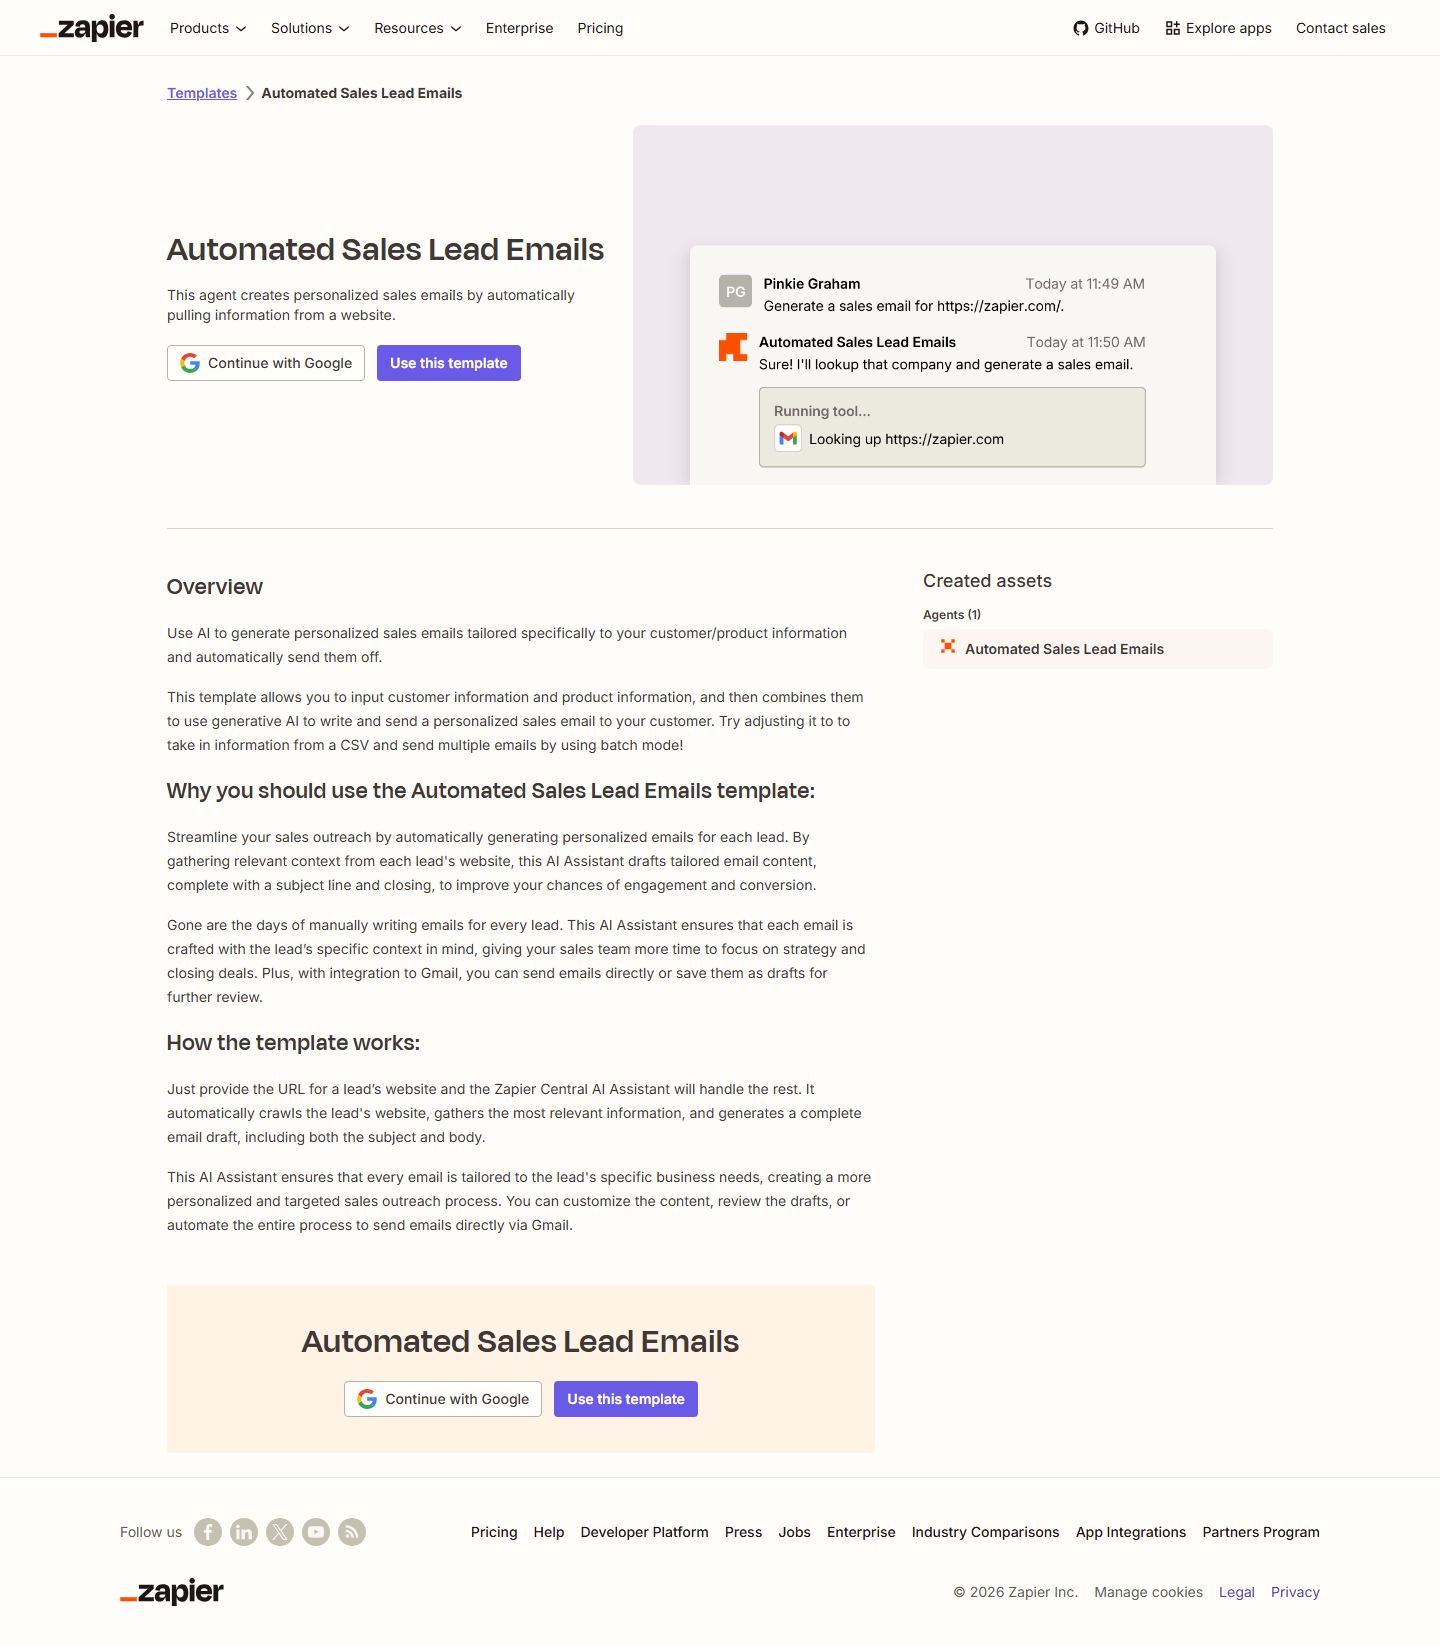 zapier
Products
Solutions
Resources
Enterprise
Pricing
GitHub
Explore apps
Contact sales
Templates
Automated Sales Lead Emails
Automated Sales Lead Emails
This agent creates personalized sales emails by automatically
pulling information from a website.
Continue with Google
Use this template
PG
Pinkie Graham
Today at 11:49 AM
Generate a sales email for https://zapier.com/.
Automated Sales Lead Emails
Today at 11:50 AM
Sure! I'll lookup that company and generate a sales email.
Running tool...
Looking up https://zapier.com
Overview
Use AI to generate personalized sales emails tailored specifically to your customer/product information
and automatically send them off.
This template allows you to input customer information and product information, and then combines them
to use generative AI to write and send a personalized sales email to your customer. Try adjusting it to to
take in information from a CSV and send multiple emails by using batch mode!
Why you should use the Automated Sales Lead Emails template:
Streamline your sales outreach by automatically generating personalized emails for each lead. By
gathering relevant context from each lead's website, this AI Assistant drafts tailored email content,
complete with a subject line and closing, to improve your chances of engagement and conversion.
Gone are the days of manually writing emails for every lead. This AI Assistant ensures that each email is
crafted with the lead’s specific context in mind, giving your sales team more time to focus on strategy and
closing deals. Plus, with integration to Gmail, you can send emails directly or save them as drafts for
further review.
How the template works:
Just provide the URL for a lead’s website and the Zapier Central AI Assistant will handle the rest. It
automatically crawls the lead's website, gathers the most relevant information, and generates a complete
email draft, including both the subject and body.
This AI Assistant ensures that every email is tailored to the lead's specific business needs, creating a more
personalized and targeted sales outreach process. You can customize the content, review the drafts, or
automate the entire process to send emails directly via Gmail.
Created assets
Agents (1)
Automated Sales Lead Emails
Automated Sales Lead Emails
Continue with Google
Use this template
Follow us
Pricing
Help
Developer Platform
Press
Jobs
Enterprise
Industry Comparisons
App Integrations
Partners Program
zapier
© 2026 Zapier Inc.
Manage cookies
Legal
Privacy